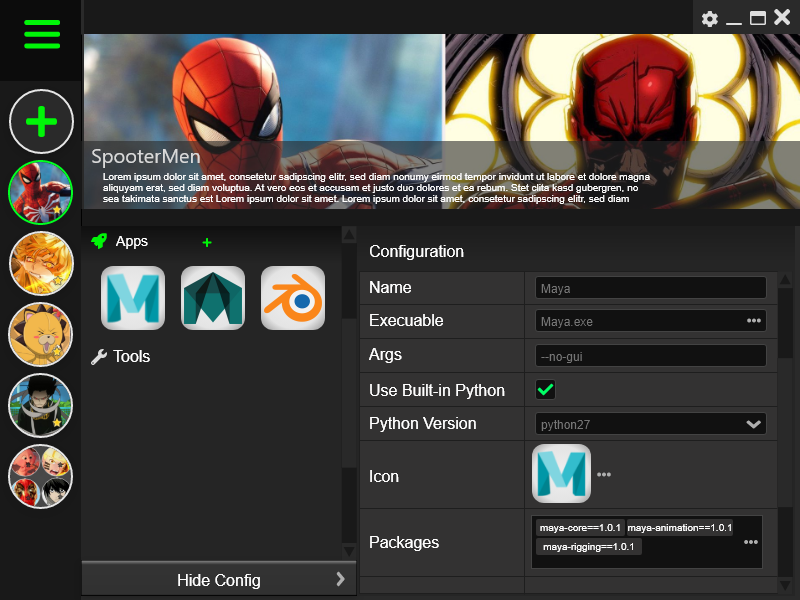 SpooterMen
Lorem ipsum dolor sit amet, consetetur sadipscing elitr, sed diam nonumy eirmod tempor invidunt ut labore et dolore magna
aliquyam erat, sed diam voluptua. At vero eos et accusam et justo duo dolores et ea rebum. Stet clita kasd gubergren, no
sea takimata sanctus est Lorem ipsum dolor sit amet. Lorem ipsum dolor sit amet, consetetur sadipscing elitr, sed diam
Apps
Tools
Hide Config
Configuration
Name Maya
Execuable Maya.exe
Args --no-gui
Use Built-in Python
Python Version python27
Icon
Packages
maya-core==1.0.1 maya-animation==1.0.1
maya-rigging==1.0.1